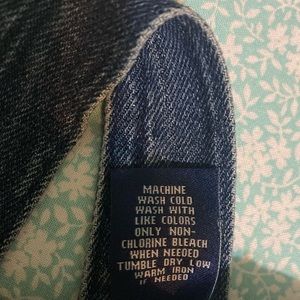 MACHINE
WASH COLD
WASH WITH
LIKE COLORS
ONLY NON-
CHLORINE BLEACH
WHEN NEEDED
TUMBLE DRY LOW
WARM IRON
IF NEEDED